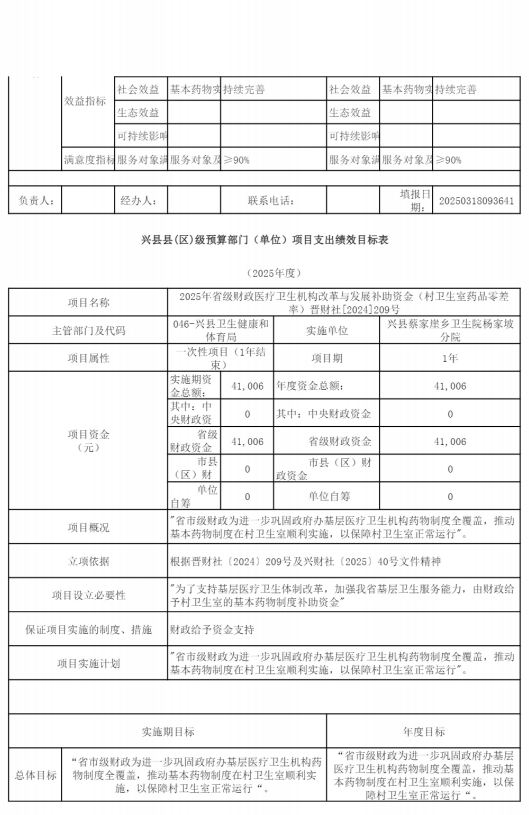 效益指标
社会效益 基本药物实 持续完善 社会效益 基本药物实 持续完善
生态效益 生态效益
可持续影响 可持续影响
满意度指标 服务对象满 服务对象及 ≥90% 服务对象满 服务对象及 ≥90%
负责人： 经办人： 联系电话： 填报日期： 20250318093641
兴县县(区)级预算部门（单位）项目支出绩效目标表
（2025年度）
项目名称 2025年省级财政医疗卫生机构改革与发展补助资金（村卫生室药品零差
率）晋财社[2024]209号
主管部门及代码 046-兴县卫生健康和
体育局 实施单位 兴县蔡家崖乡卫生院杨家坡
分院
项目属性 一次性项目（1年结
束） 项目期 1年
项目资金
（元）
实施期资
金总额： 41,006 年度资金总额： 41,006
其中：中
央财政资 0 其中：中央财政资金 0
省级
财政资金 41,006 省级财政资金 41,006
市县
（区）财 0 市县（区）财
政资金 0
单位
自筹 0 单位自筹 0
项目概况 "省市级财政为进一步巩固政府办基层医疗卫生机构药物制度全覆盖，推动
基本药物制度在村卫生室顺利实施，以保障村卫生室正常运行"。
立项依据 根据晋财社〔2024〕209号及兴财社〔2025〕40号文件精神
项目设立必要性 "为了支持基层医疗卫生体制改革，加强我省基层卫生服务能力，由财政给
予村卫生室的基本药物制度补助资金"
保证项目实施的制度、措施 财政给予资金支持
项目实施计划 "省市级财政为进一步巩固政府办基层医疗卫生机构药物制度全覆盖，推动
基本药物制度在村卫生室顺利实施，以保障村卫生室正常运行"。
实施期目标 年度目标
总体目标
“省市级财政为进一步巩固政府办基层医疗卫生机构药
物制度全覆盖，推动基本药物制度在村卫生室顺利实
施，以保障村卫生室正常运行“。
“省市级财政为进一步巩固政府办基层
医疗卫生机构药物制度全覆盖，推动基
本药物制度在村卫生室顺利实施，以保
障村卫生室正常运行“。